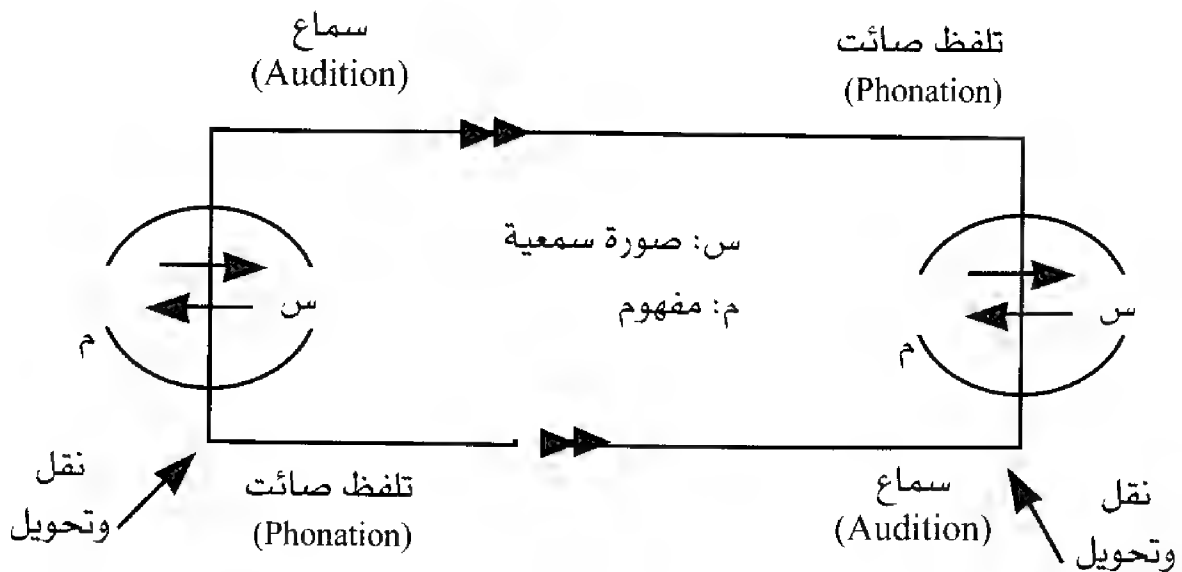 تلفظ صائت
(Phonation)
سماع
(Audition)
س: صورة سمعية
م: مفهوم
س
م
س
م
نقل
وتحويل
سماع
(Audition)
تلفظ صائت
(Phonation)
نقل
وتحويل